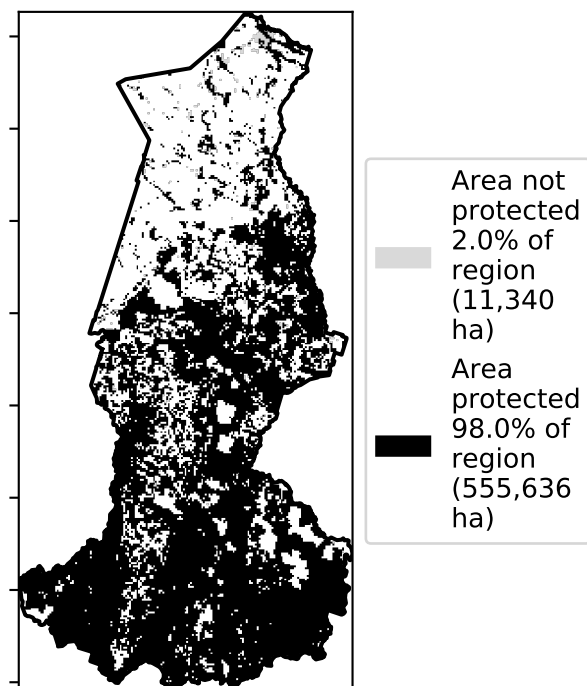 Area not
protected
2.0% of
region
(11,340
ha)
Area
protected
98.0% of
region
(555,636
ha)